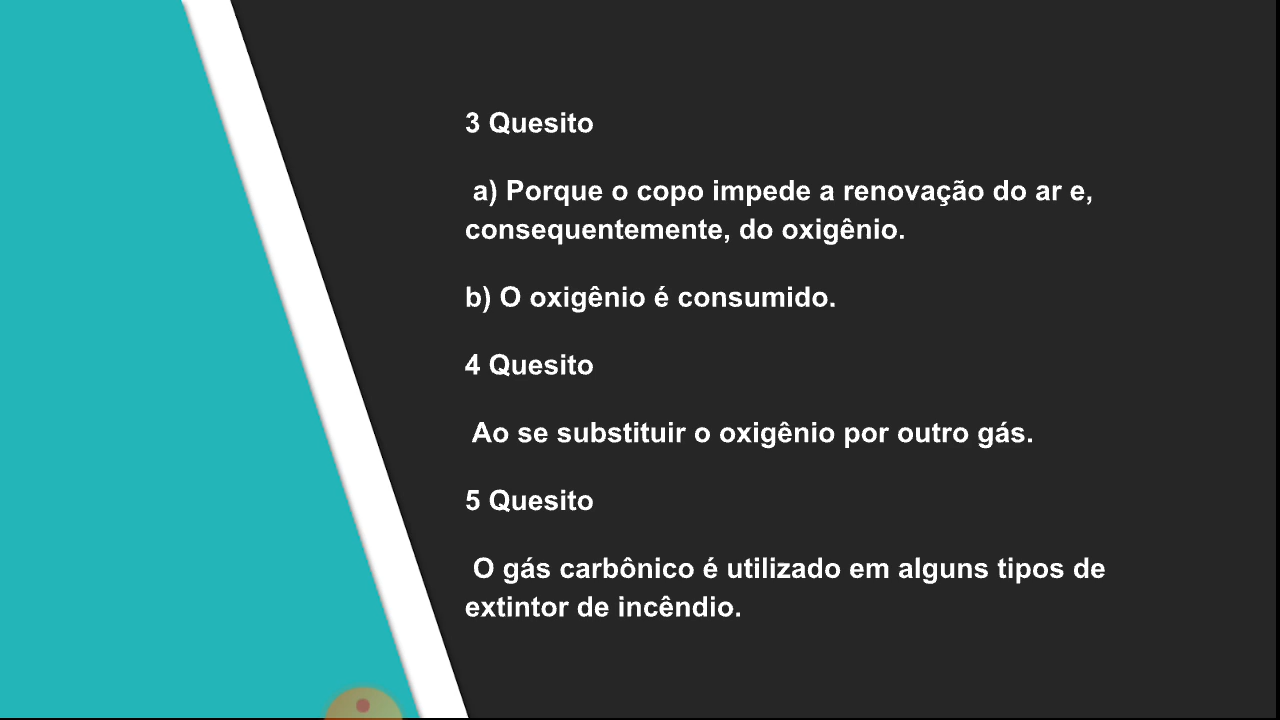 3 Quesito
a) Porque o copo impede a renovação do ar e,
consequentemente, do oxigênio.
b) O oxigênio é consumido.
4 Quesito
Ao se substituir o oxigênio por outro gás.
5 Quesito
O gás carbônico é utilizado em alguns tipos de
extintor de incêndio.